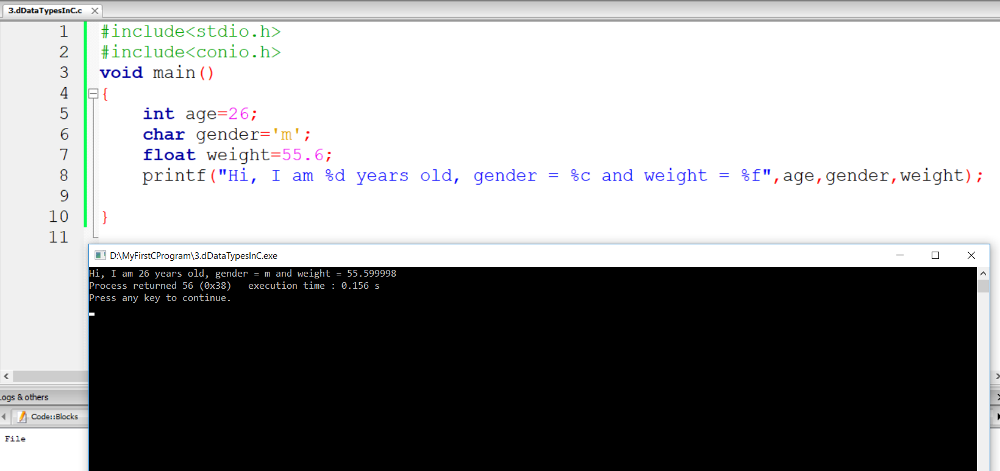 3.dDataTypesInC.c
1 #include<stdio.h>
2 #include<conio.h>
3 void main()
4 {
5 int age=26;
6 char gender='m';
7 float weight=55.6;
8 printf("Hi, I am %d years old, gender = %c and weight = %f",age,gender,weight);
9
10 }
11
D:\MyFirstCProgram\3.dDataTypesInC.exe
Hi, I am 26 years old, gender = m and weight = 55.599998
Process returned 56 (0x38) execution time : 0.156 s
Press any key to continue.
Logs & others
Code::Blocks
File